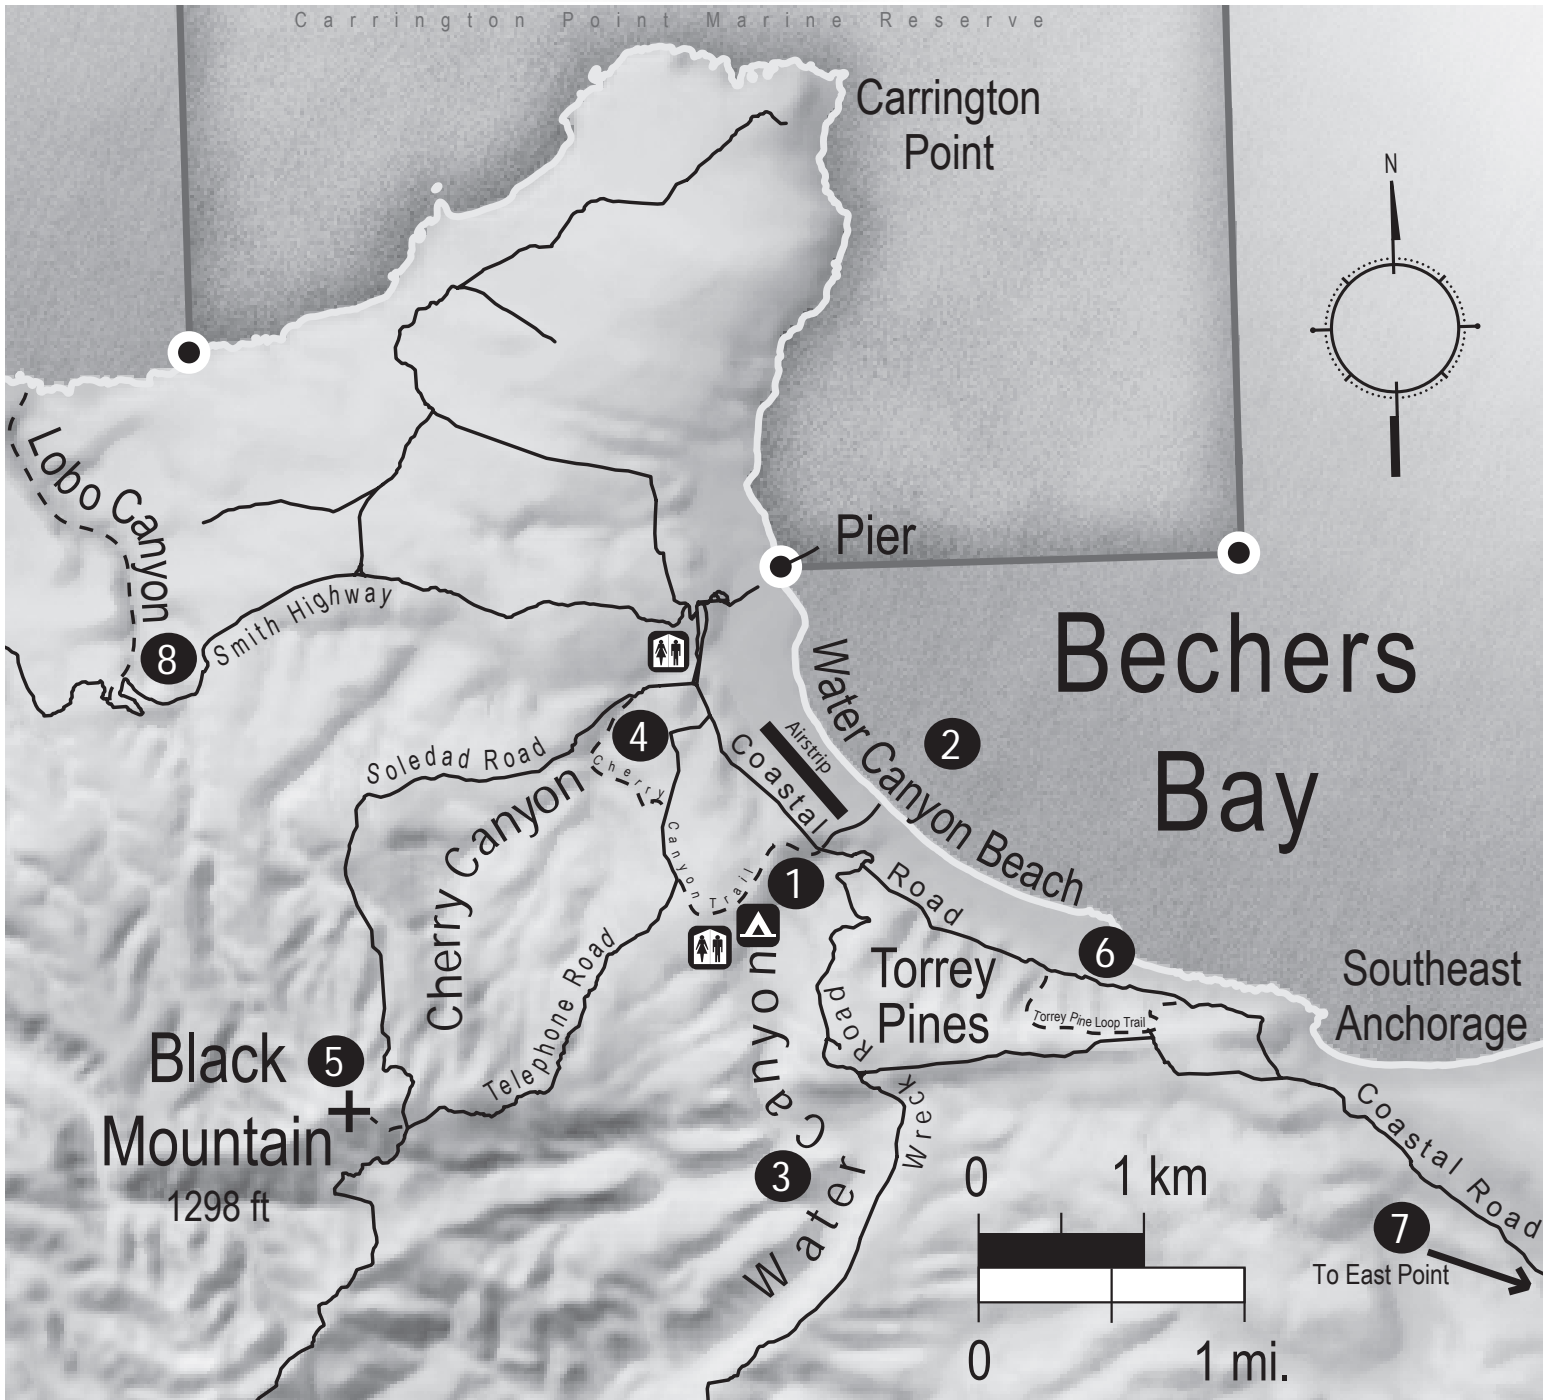 Carrington Point Marine Reserve
Carrington
Point
N
Pier
Lobo Canyon
Smith Highway
8
Bechers
Bay
Water Canyon Beach
2
4
Soledad Road
Cherry Canyon
Cherry
Canyon
Trail
Coastal
Road
Airstrip
1
6
Torrey
Pines
Torrey Pine Loop Trail
Southeast
Anchorage
Telephone Road
Black
Mountain
1298 ft
5
Water Canyon
3
Wreck
Road
Coastal Road
7
To East Point
0
1 km
0
1 mi.